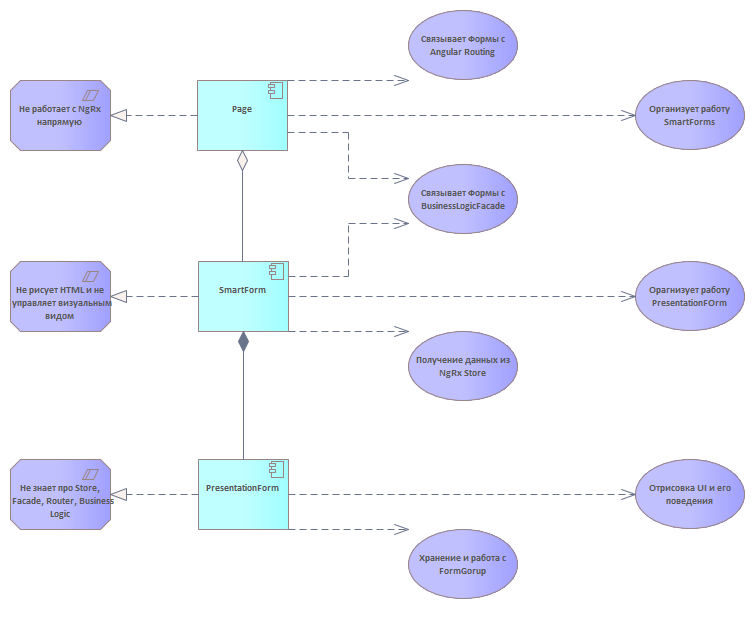 Связывает Формы с
Angular Routing
Не работает с NgRx
напрямую
Page
Организует работу
SmartForms
Связывает Формы с
BusinessLogicFacade
Не рисует HTML и не
управляет визуальным
видом
SmartForm
Орагнизует работу
PresentationFOrm
Получение данных из
NgRx Store
Не знает про Store,
Facade, Router, Business
Logic
PresentationForm
Отрисовка UI и его
поведения
Хранение и работа с
FormGorup